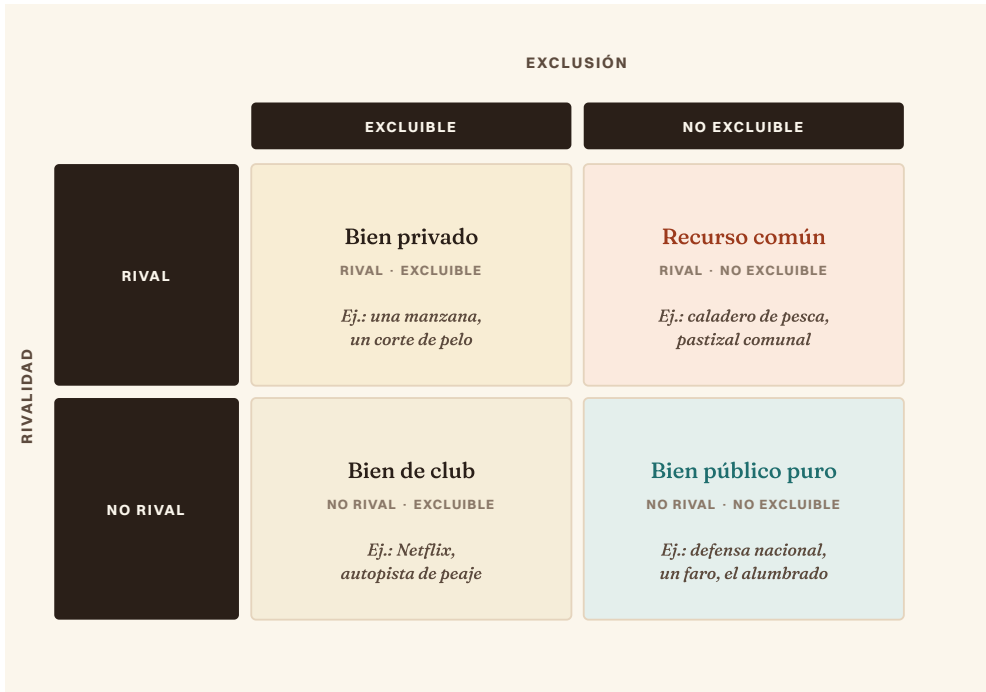 EXCLUSIÓN
EXCLUIBLE
NO EXCLUIBLE
RIVALIDAD
RIVAL
Bien privado
RIVAL · EXCLUIBLE
Ej.: una manzana,
un corte de pelo
Recurso común
RIVAL · NO EXCLUIBLE
Ej.: caladero de pesca,
pastizal comunal
NO RIVAL
Bien de club
NO RIVAL · EXCLUIBLE
Ej.: Netflix,
autopista de peaje
Bien público puro
NO RIVAL · NO EXCLUIBLE
Ej.: defensa nacional,
un faro, el alumbrado